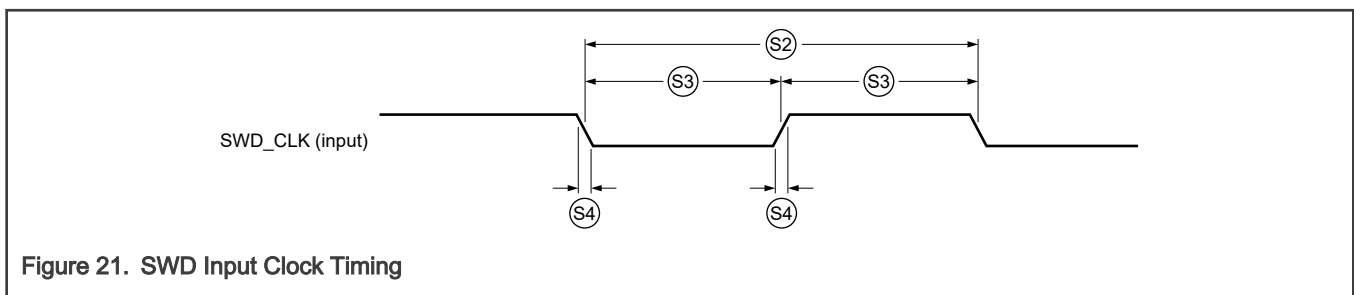 S2
S3 S3
SWD_CLK (input)
S4 S4
Figure 21. SWD Input Clock Timing